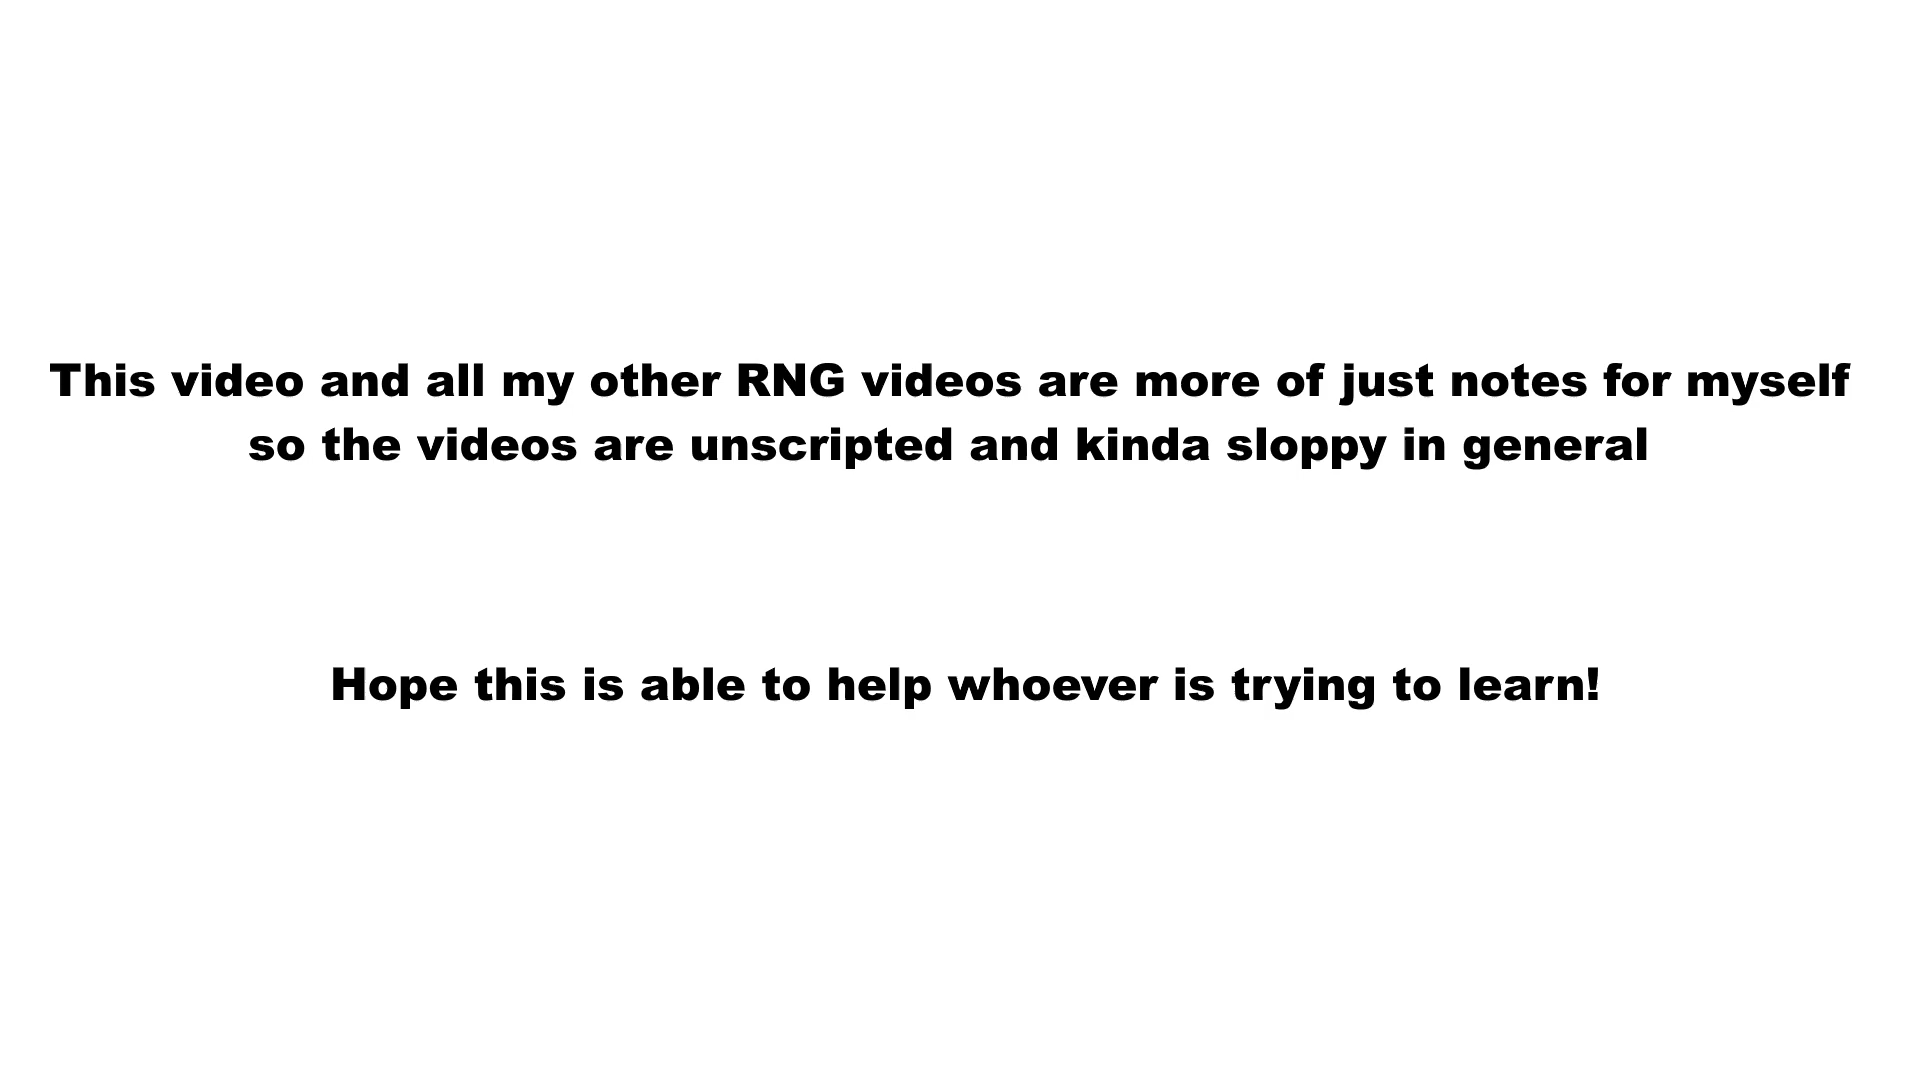 This video and all my other RNG videos are more of just notes for myself
so the videos are unscripted and kinda sloppy in general
Hope this is able to help whoever is trying to learn!